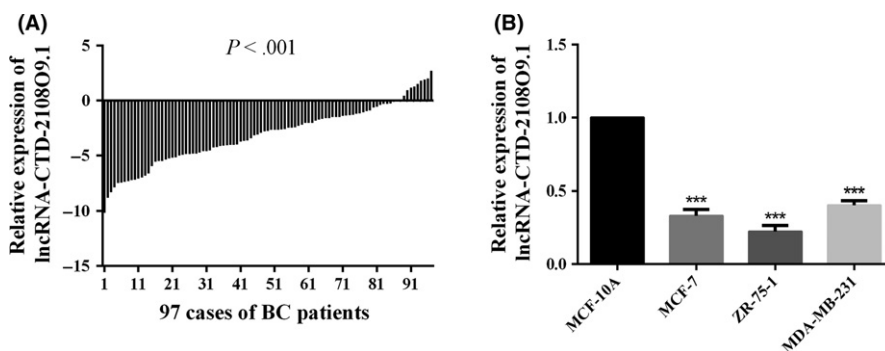 (A)
Relative expression of
lncRNA-CTD-2108O9.1
P < .001
5
0
−5
−10
−15
1 11 21 31 41 51 61 71 81 91
97 cases of BC patients
(B)
Relative expression of
lncRNA-CTD-2108O9.1
1.5
1.0
0.5
0.0
*** *** ***
MCF-10A MCF-7 ZR-75-1 MDA-MB-231